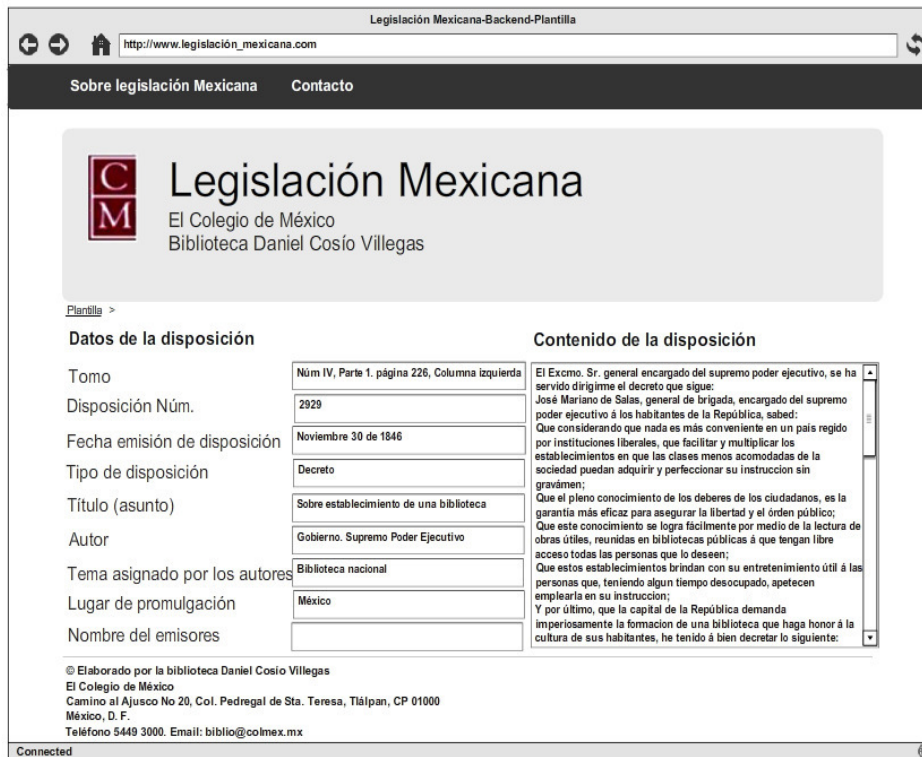 Legislación Mexicana-Backend-Plantilla
http://www.legislación_mexicana.com
Sobre legislación Mexicana Contacto
C
M
Legislación Mexicana
El Colegio de México
Biblioteca Daniel Cosío Villegas
Plantilla >
Datos de la disposición
Tomo Núm IV, Parte 1. página 226, Columna izquierda
Disposición Núm. 2929
Fecha emisión de disposición Noviembre 30 de 1846
Tipo de disposición Decreto
Título (asunto) Sobre establecimiento de una biblioteca
Autor Gobierno. Supremo Poder Ejecutivo
Tema asignado por los autores Biblioteca nacional
Lugar de promulgación México
Nombre del emisores
Contenido de la disposición
El Excmo. Sr. general encargado del supremo poder ejecutivo, se ha
servido dirigirme el decreto que sigue:
José Mariano de Salas, general de brigada, encargado del supremo
poder ejecutivo á los habitantes de la República, sabed:
Que considerando que nada es más conveniente en un país regido
por instituciones liberales, que facilitar y multiplicar los
establecimientos en que las clases menos acomodadas de la
sociedad puedan adquirir y perfeccionar su instruccion sin
gravámen;
Que el pleno conocimiento de los deberes de los ciudadanos, es la
garantía más eficaz para asegurar la libertad y el órden público;
Que este conocimiento se logra fácilmente por medio de la lectura de
obras útiles, reunidas en bibliotecas públicas á que tengan libre
acceso todas las personas que lo deseen;
Que estos establecimientos brindan con su entretenimiento útil á las
personas que, teniendo algun tiempo desocupado, apetecen
emplearla en su instruccion;
Y por último, que la capital de la República demanda
imperiosamente la formacion de una biblioteca que haga honor á la
cultura de sus habitantes, he tenido á bien decretar lo siguiente:
© Elaborado por la biblioteca Daniel Cosío Villegas
El Colegio de México
Camino al Ajusco No 20, Col. Pedregal de Sta. Teresa, Tlálpan, CP 01000
México, D. F.
Teléfono 5449 3000. Email: biblio@colmex.mx
Connected